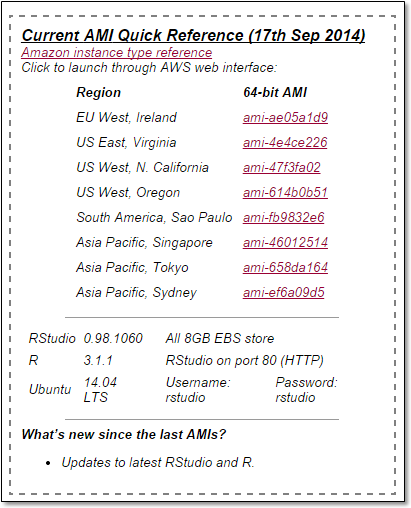 Current AMI Quick Reference (17th Sep 2014)
Amazon instance type reference
Click to launch through AWS web interface:
Region 64-bit AMI
EU West, Ireland ami-ae05a1d9
US East, Virginia ami-4e4ce226
US West, N. California ami-47f3fa02
US West, Oregon ami-614b0b51
South America, Sao Paulo ami-fb9832e6
Asia Pacific, Singapore ami-46012514
Asia Pacific, Tokyo ami-658da164
Asia Pacific, Sydney ami-ef6a09d5
RStudio 0.98.1060 All 8GB EBS store
R 3.1.1 RStudio on port 80 (HTTP)
Ubuntu 14.04 LTS Username: rstudio Password: rstudio
What's new since the last AMIs?
• Updates to latest RStudio and R.